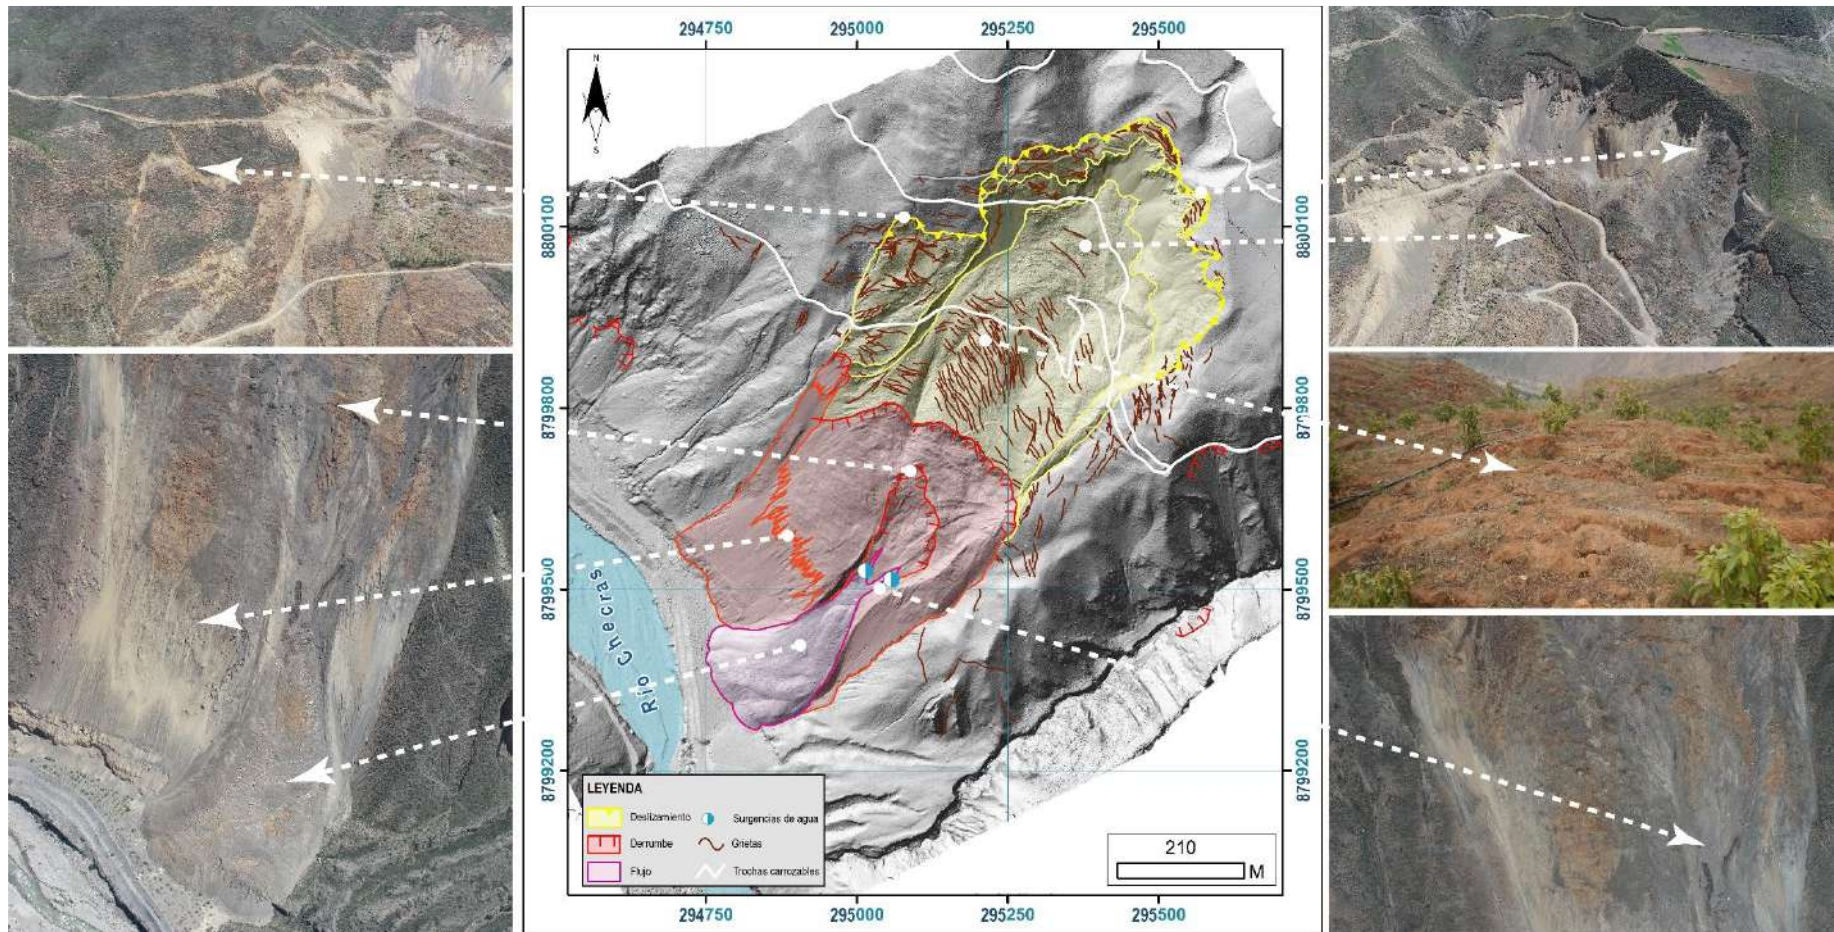 294750 295000 295250 295500
N
S
8800100 8800100
8799800 8799800
8799500 8799500
8799200 8799200
Río Checras
LEYENDA
Deslizamiento Surgencias de agua
Derrumbe Grietas
Flujo Trochas carrozables
210
M
294750 295000 295250 295500